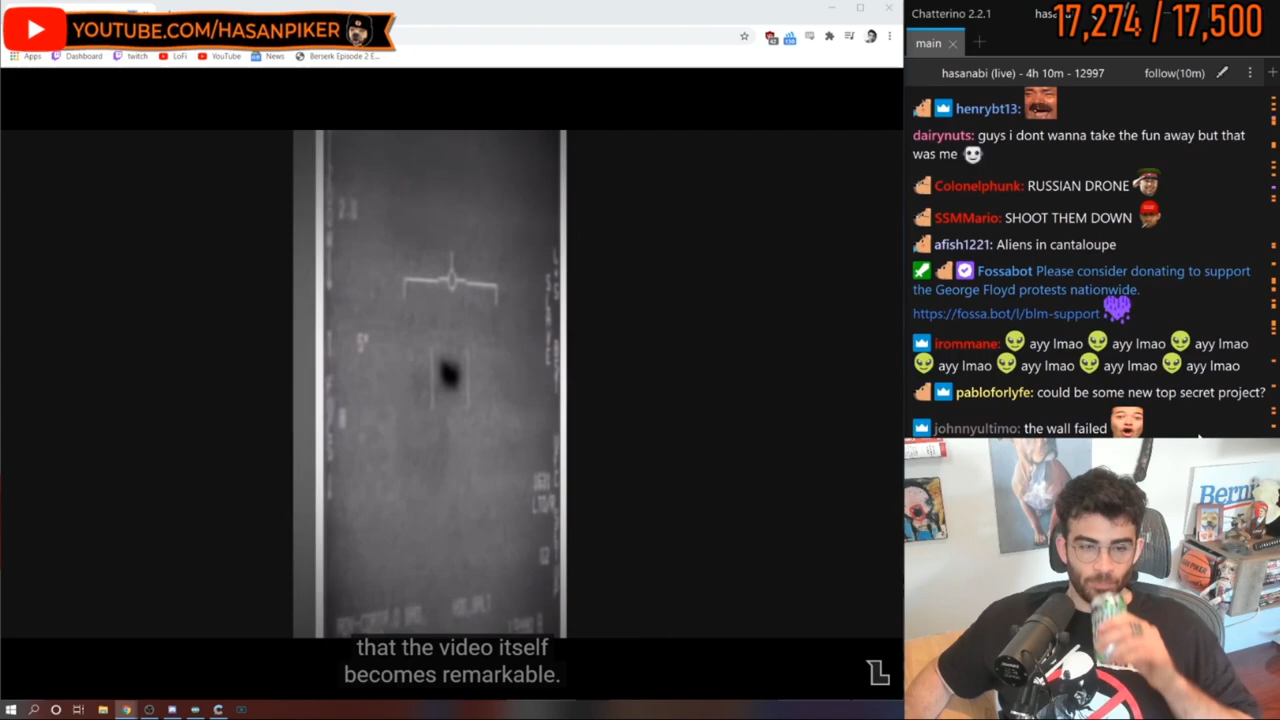 YOUTUBE.COM/HASANPIKER
Apps
Dashboard
twitch
LoFi
YouTube
News
Berserk Episode 2 E...
that the video itself
becomes remarkable.
Chatterino 2.2.1
17,274 / 17,500
main
hasanabi (live) - 4h 10m - 12997
follow(10m)
henrybt13:
dairynuts: guys i dont wanna take the fun away but that
was me
Colonelphunk: RUSSIAN DRONE
SSMMario: SHOOT THEM DOWN
afish1221: Aliens in cantaloupe
Fossabot Please consider donating to support
the George Floyd protests nationwide.
https://fossa.bot/l/blm-support
irommane: ayy lmao ayy lmao ayy lmao
ayy lmao ayy lmao ayy lmao ayy lmao
pabloforlyfe: could be some new top secret project?
johnnyultimo: the wall failed
Bernie